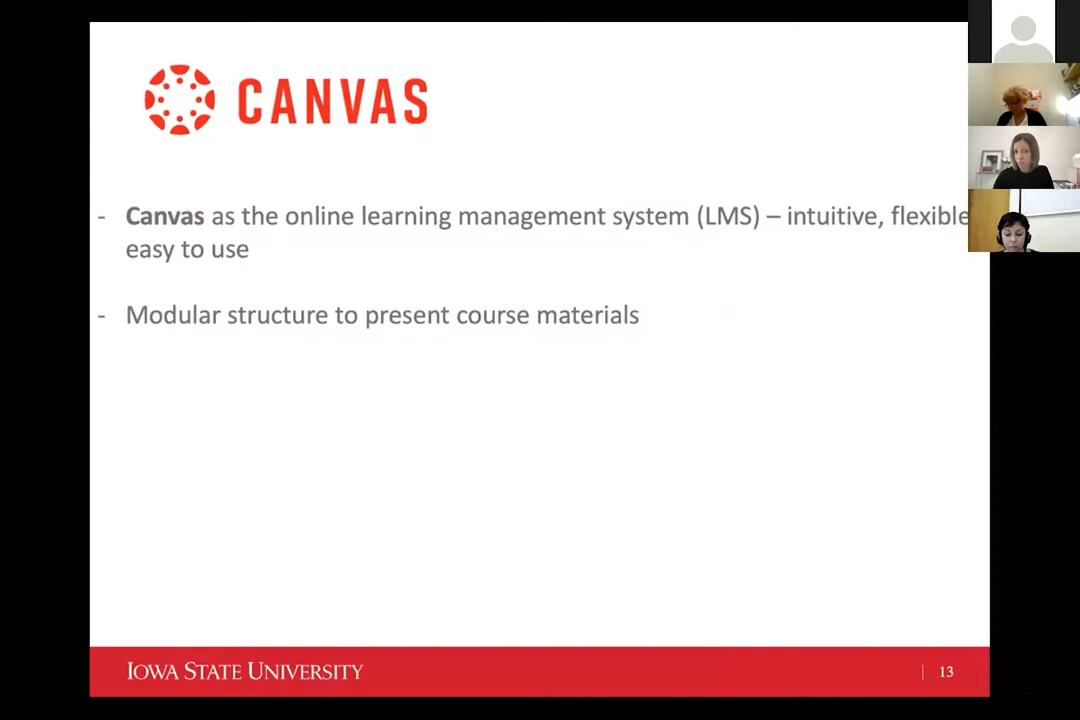 CANVAS
- Canvas as the online learning management system (LMS) – intuitive, flexible
easy to use
- Modular structure to present course materials
IOWA STATE UNIVERSITY
| 13